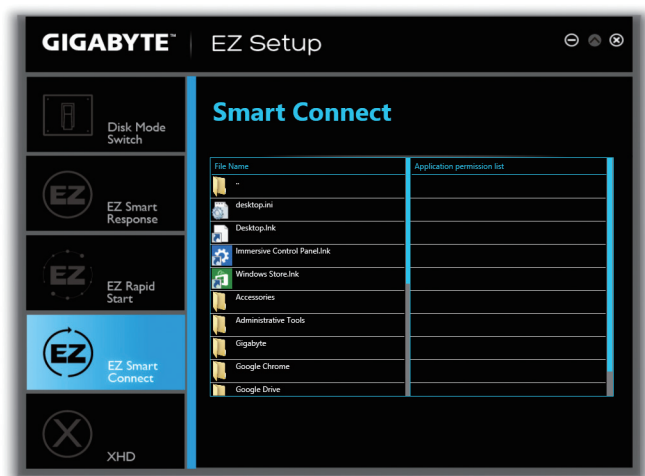 GIGABYTE™ EZ Setup
Disk Mode
Switch
EZ
EZ Smart
Response
EZ
EZ Rapid
Start
EZ
EZ Smart
Connect
X
XHD
Smart Connect
File Name Application permission list
..
desktop.ini
Desktop.lnk
Immersive Control Panel.lnk
Windows Store.lnk
Accessories
Administrative Tools
Gigabyte
Google Chrome
Google Drive